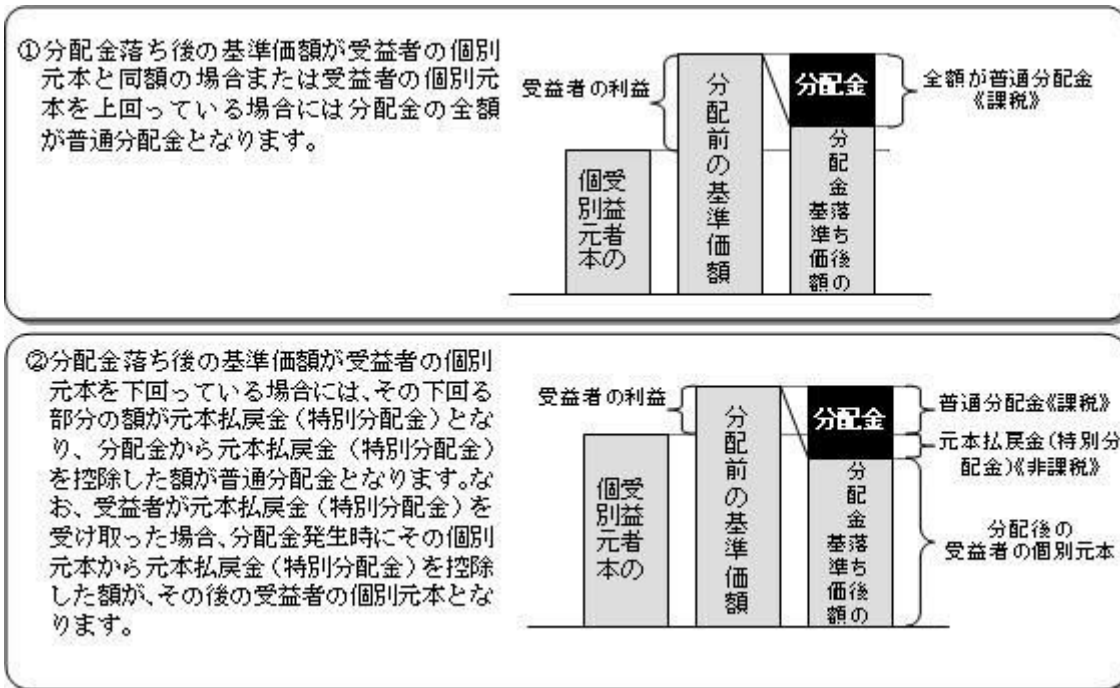 ①分配金落ち後の基準価額が受益者の個別
元本と同額の場合または受益者の個別元
本を上回っている場合には分配金の全額
が普通分配金となります。
受益者の利益
受益者の
個別元本
分配前の基準価額
分配金
分配金落ち後の
基準価額
全額が普通分配金
《課税》
②分配金落ち後の基準価額が受益者の個別
元本を下回っている場合には、その下回る
部分の額が元本払戻金（特別分配金）とな
り、分配金から元本払戻金（特別分配金）
を控除した額が普通分配金となります。な
お、受益者が元本払戻金（特別分配金）を
受け取った場合、分配金発生時にその個別
元本から元本払戻金（特別分配金）を控除
した額が、その後の受益者の個別元本とな
ります。
受益者の利益
受益者の
個別元本
分配前の基準価額
分配金
分配金落ち後の
基準価額
普通分配金《課税》
元本払戻金（特別分
配金）《非課税》
分配後の
受益者の個別元本